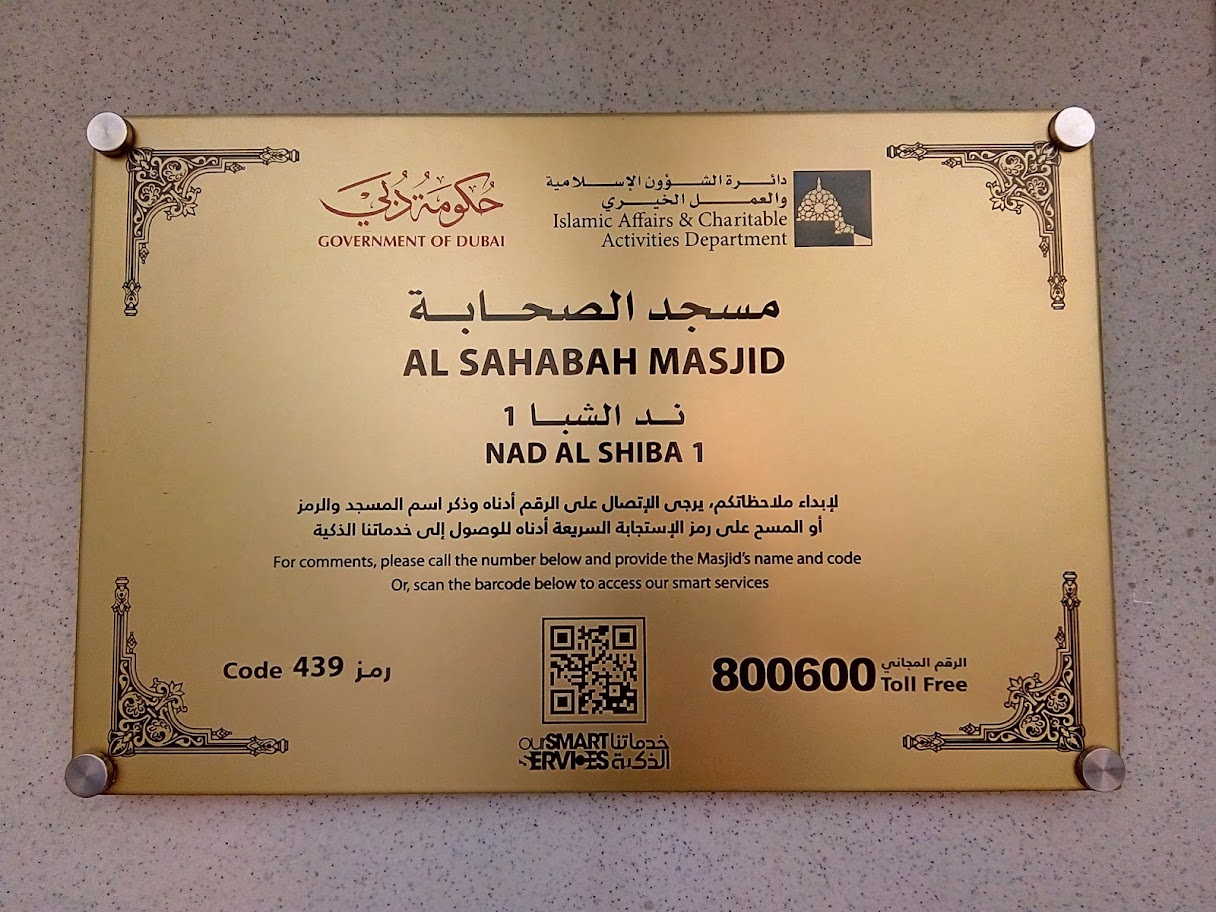 حكومة دبي
GOVERNMENT OF DUBAI
دائرة الشؤون الإسلامية
والعمل الخيري
Islamic Affairs & Charitable
Activities Department
مسجد الصحابة
AL SAHABAH MASJID
ند الشبا 1
NAD AL SHIBA 1
لإبداء ملاحظاتكم، يرجى الإتصال على الرقم أدناه وذكر اسم المسجد والرمز
أو المسح على رمز الإستجابة السريعة أدناه للوصول إلى خدماتنا الذكية
For comments, please call the number below and provide the Masjid's name and code
Or, scan the barcode below to access our smart services
Code 439 رمز
800600 الرقم المجاني
Toll Free
ourSMART خدماتنا
SERVICES الذكية